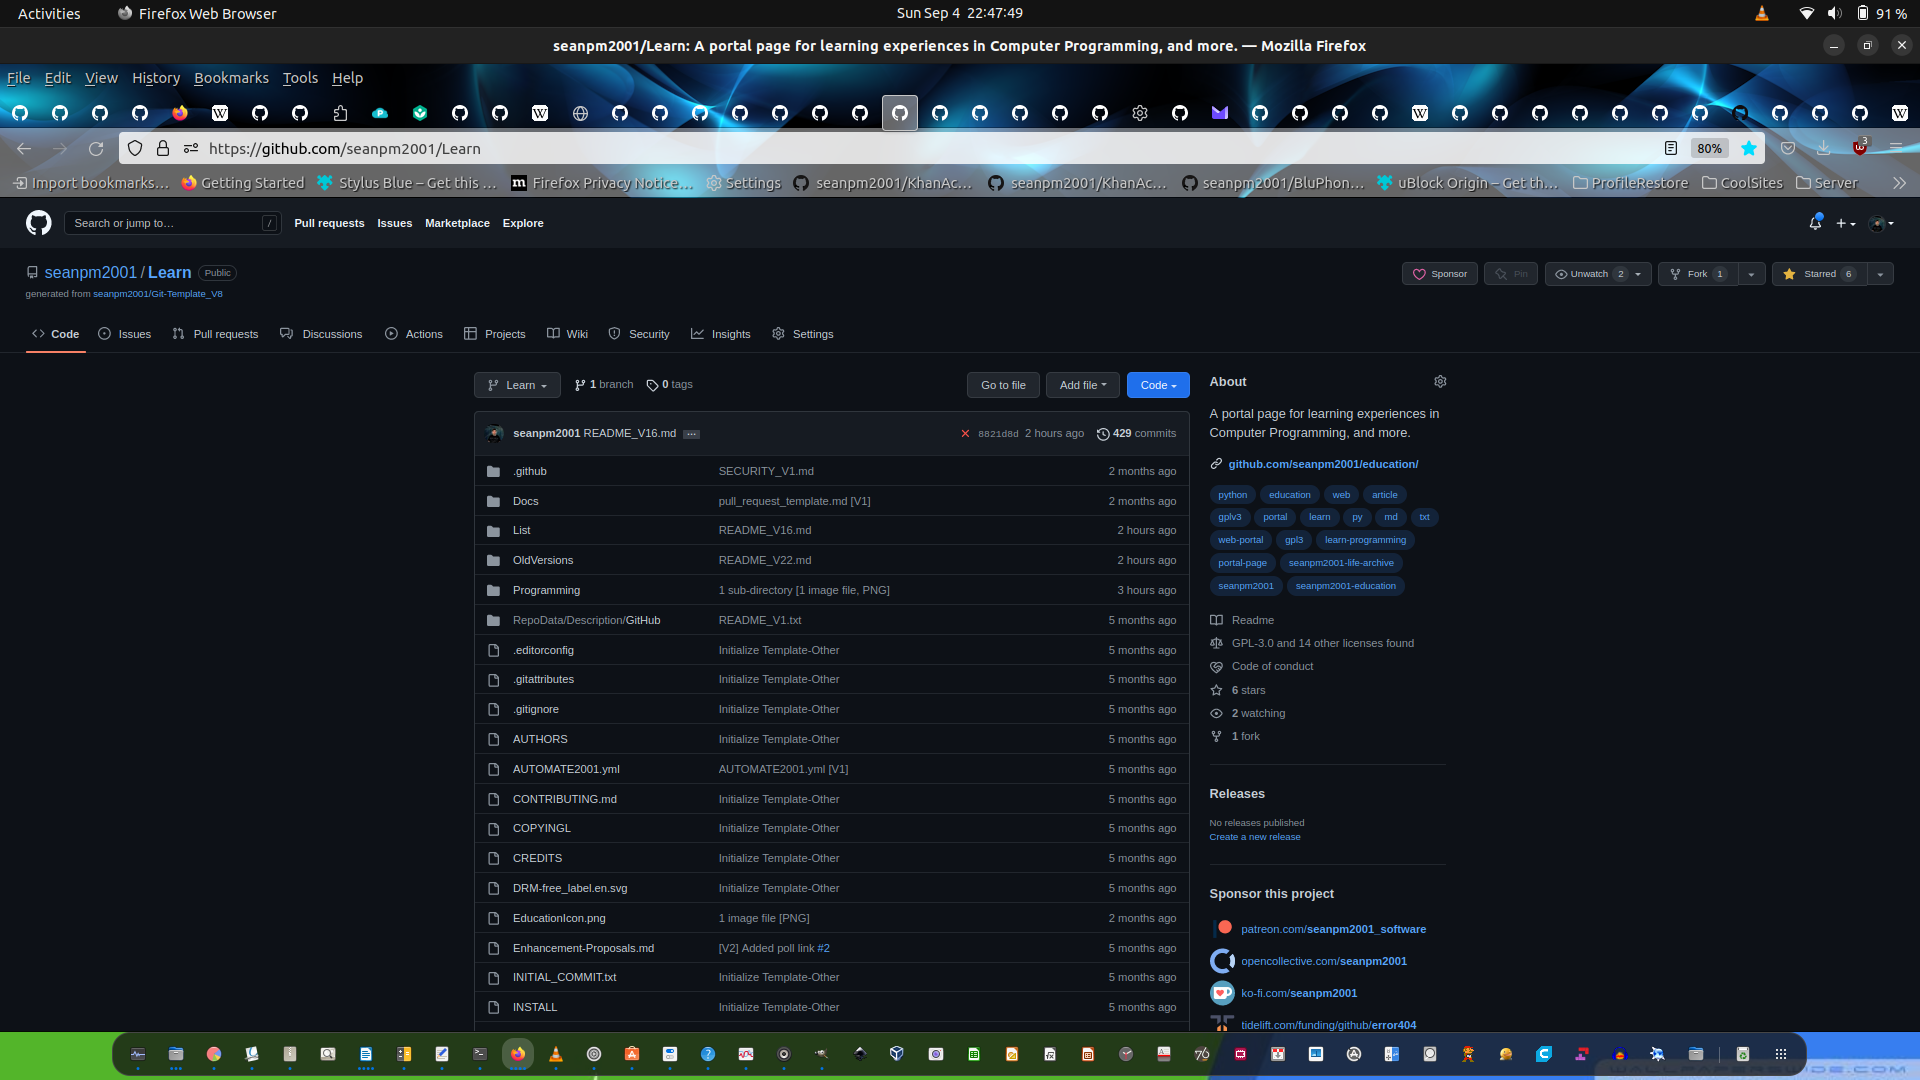 Activities Firefox Web Browser Sun Sep 4 22:47:49 91 %
seanpm2001/Learn: A portal page for learning experiences in Computer Programming, and more. — Mozilla Firefox
File Edit View History Bookmarks Tools Help
https://github.com/seanpm2001/Learn 80% 3
Import bookmarks... Getting Started Stylus Blue – Get this ... Firefox Privacy Notice... Settings seanpm2001/KhanAc... seanpm2001/KhanAc... seanpm2001/BluPhon... uBlock Origin – Get th... ProfileRestore CoolSites Server
Search or jump to... / Pull requests Issues Marketplace Explore
seanpm2001 / Learn Public Sponsor Pin Unwatch 2 Fork 1 Starred 6
generated from seanpm2001/Git-Template_V8
Code Issues Pull requests Discussions Actions Projects Wiki Security Insights Settings
Learn 1 branch 0 tags Go to file Add file Code
seanpm2001 README_V16.md ... 8821d8d 2 hours ago 429 commits
.github SECURITY_V1.md 2 months ago
Docs pull_request_template.md [V1] 2 months ago
List README_V16.md 2 hours ago
OldVersions README_V22.md 2 hours ago
Programming 1 sub-directory [1 image file, PNG] 3 hours ago
RepoData/Description/GitHub README_V1.txt 5 months ago
.editorconfig Initialize Template-Other 5 months ago
.gitattributes Initialize Template-Other 5 months ago
.gitignore Initialize Template-Other 5 months ago
AUTHORS Initialize Template-Other 5 months ago
AUTOMATE2001.yml AUTOMATE2001.yml [V1] 5 months ago
CONTRIBUTING.md Initialize Template-Other 5 months ago
COPYINGL Initialize Template-Other 5 months ago
CREDITS Initialize Template-Other 5 months ago
DRM-free_label.en.svg Initialize Template-Other 5 months ago
EducationIcon.png 1 image file [PNG] 2 months ago
Enhancement-Proposals.md [V2] Added poll link #2 5 months ago
INITIAL_COMMIT.txt Initialize Template-Other 5 months ago
INSTALL Initialize Template-Other 5 months ago
About
A portal page for learning experiences in
Computer Programming, and more.
github.com/seanpm2001/education/
python education web article
gplv3 portal learn py md txt
web-portal gpl3 learn-programming
portal-page seanpm2001-life-archive
seanpm2001 seanpm2001-education
Readme
GPL-3.0 and 14 other licenses found
Code of conduct
6 stars
2 watching
1 fork
Releases
No releases published
Create a new release
Sponsor this project
patreon.com/seanpm2001_software
opencollective.com/seanpm2001
ko-fi.com/seanpm2001
tidelift.com/funding/github/error404
76